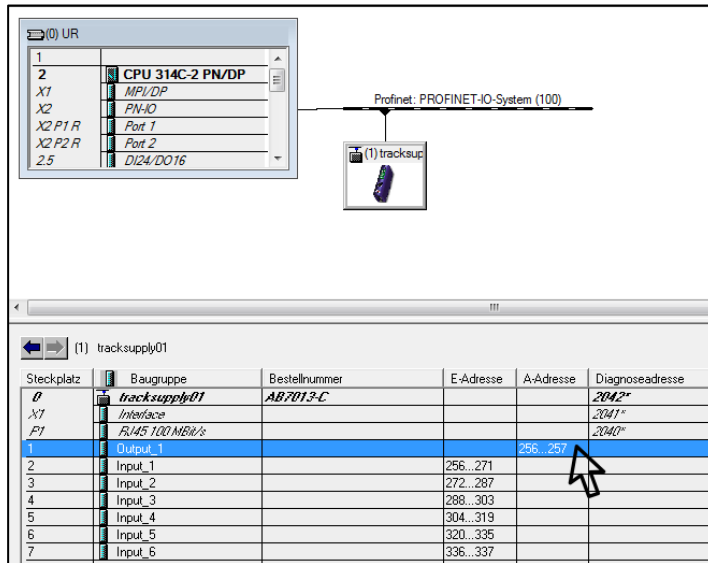 (0) UR
1
2 CPU 314C-2 PN/DP
X1 MPI/DP
X2 PN-IO
X2 P1 R Port 1
X2 P2 R Port 2
2.5 DI24/DO16
Profinet: PROFINET-IO-System (100)
(1) tracksup
(1) tracksupply01
Steckplatz Baugruppe Bestellnummer E-Adresse A-Adresse Diagnoseadresse
0 tracksupply01 AB7013-C 2042*
X1 Interface 2041*
P1 RJ45 100 MBit/s 2040*
1 Output_1 256...257
2 Input_1 256...271
3 Input_2 272...287
4 Input_3 288...303
5 Input_4 304...319
6 Input_5 320...335
7 Input_6 336...337